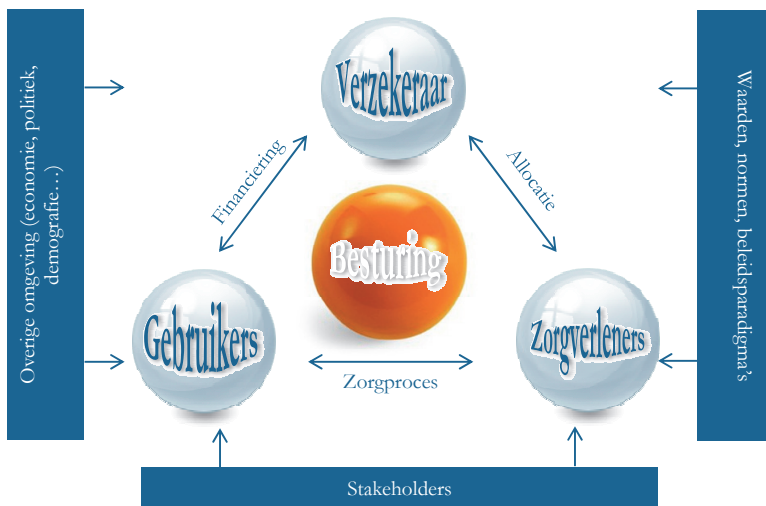 Overige omgeving (economie, politiek,
demografie…)
Verzekeraar
Waarden, normen, beleidsparadigma's
Financiering
Allocatie
Besturing
Gebruikers
Zorgverleners
Zorgproces
Stakeholders